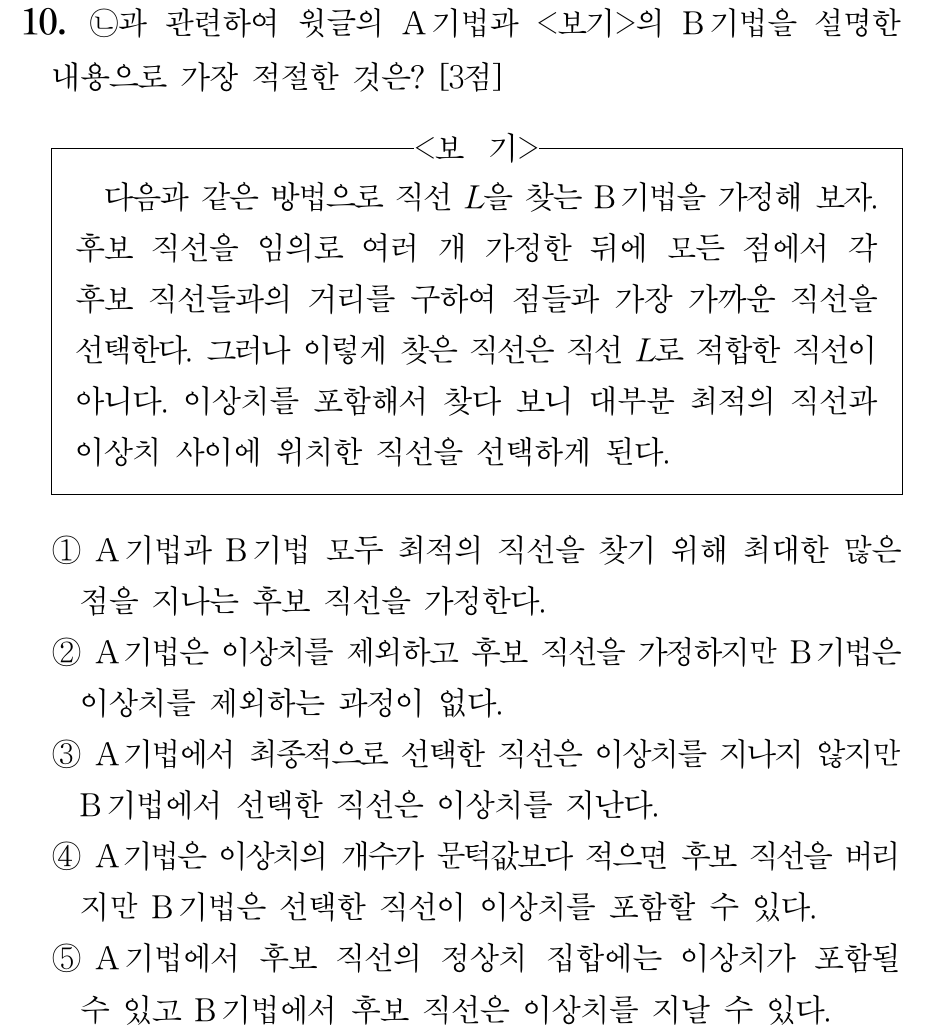 10. ㉡과 관련하여 윗글의 A기법과 <보기>의 B기법을 설명한
내용으로 가장 적절한 것은? [3점]
<보 기>
다음과 같은 방법으로 직선 L을 찾는 B기법을 가정해 보자.
후보 직선을 임의로 여러 개 가정한 뒤에 모든 점에서 각
후보 직선들과의 거리를 구하여 점들과 가장 가까운 직선을
선택한다. 그러나 이렇게 찾은 직선은 직선 L로 적합한 직선이
아니다. 이상치를 포함해서 찾다 보니 대부분 최적의 직선과
이상치 사이에 위치한 직선을 선택하게 된다.
① A기법과 B기법 모두 최적의 직선을 찾기 위해 최대한 많은
점을 지나는 후보 직선을 가정한다.
② A기법은 이상치를 제외하고 후보 직선을 가정하지만 B기법은
이상치를 제외하는 과정이 없다.
③ A기법에서 최종적으로 선택한 직선은 이상치를 지나지 않지만
B기법에서 선택한 직선은 이상치를 지난다.
④ A기법은 이상치의 개수가 문턱값보다 적으면 후보 직선을 버리
지만 B기법은 선택한 직선이 이상치를 포함할 수 있다.
⑤ A기법에서 후보 직선의 정상치 집합에는 이상치가 포함될
수 있고 B기법에서 후보 직선은 이상치를 지날 수 있다.